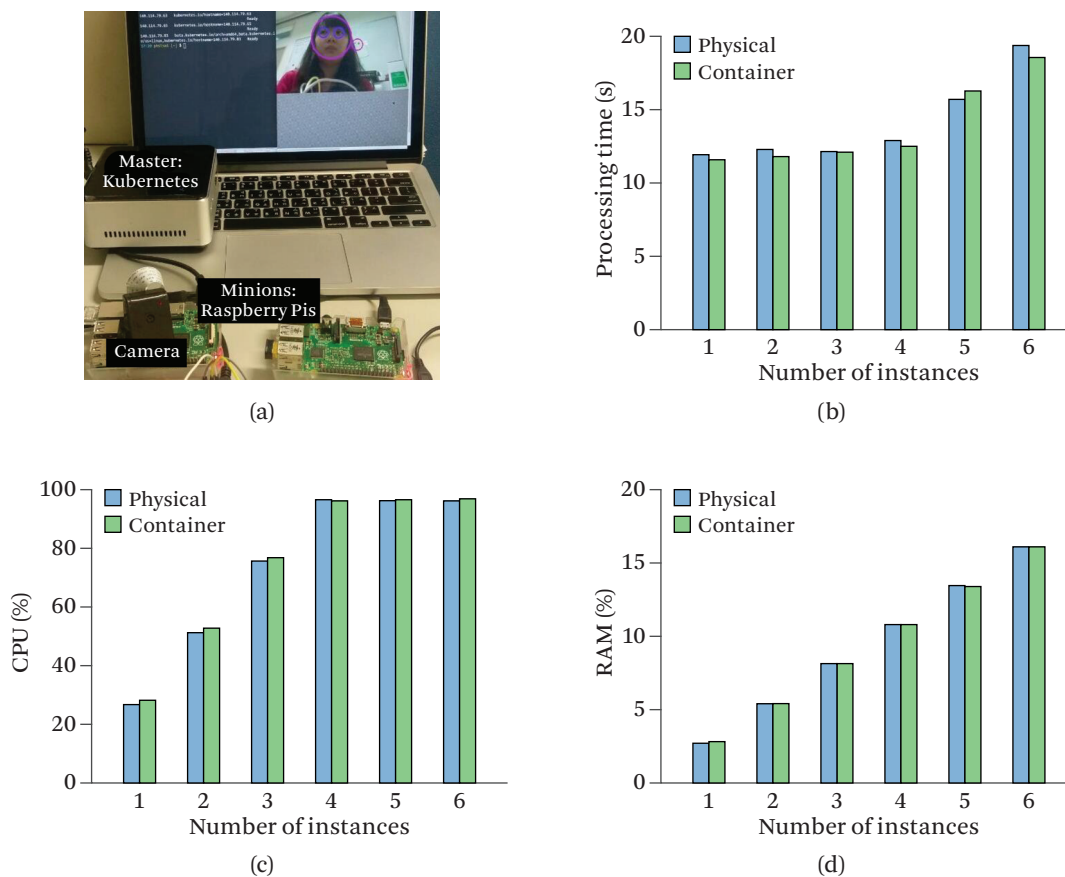 Master:
Kubernetes
Minions:
Raspberry Pis
Camera
(a)
20
15
10
5
0
Processing time (s)
Physical
Container
1 2 3 4 5 6
Number of instances
(b)
100
80
60
40
20
0
CPU (%)
Physical
Container
1 2 3 4 5 6
Number of instances
(c)
20
15
10
5
0
RAM (%)
Physical
Container
1 2 3 4 5 6
Number of instances
(d)